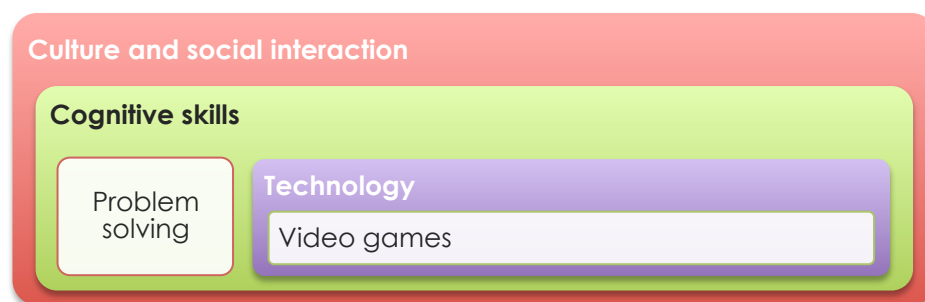 Culture and social interaction
Cognitive skills
Problem
solving
Technology
Video games